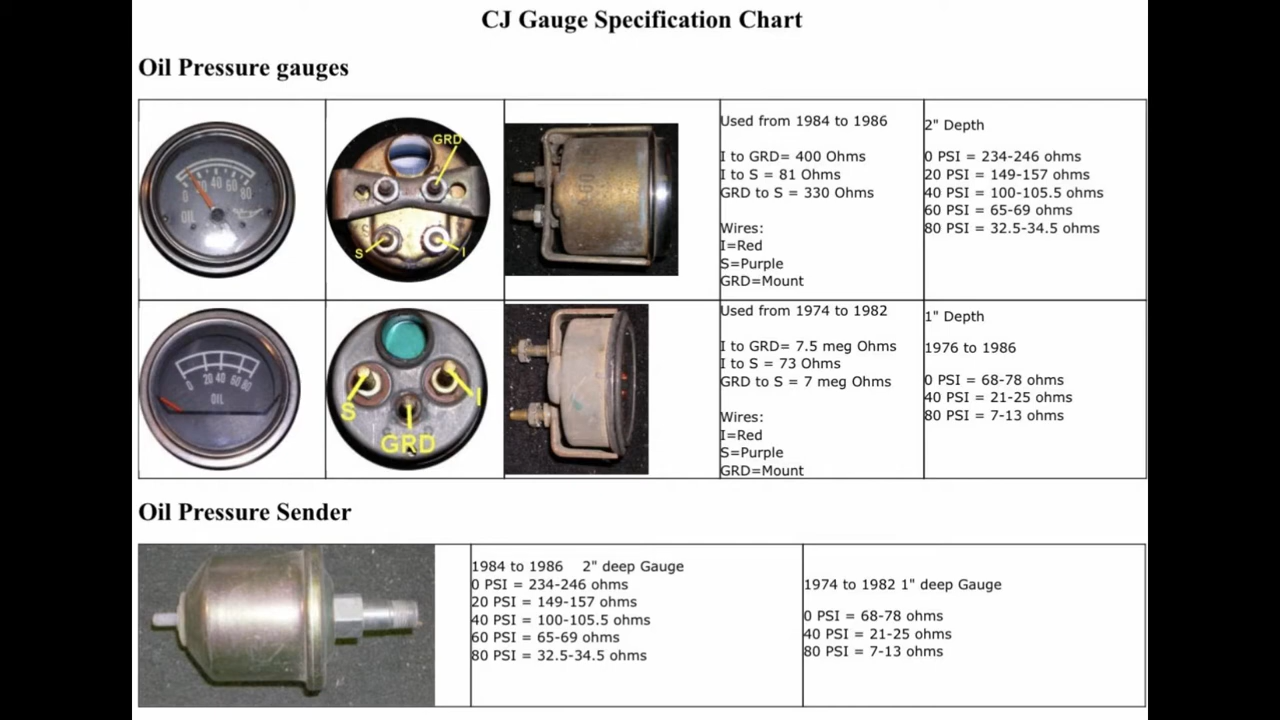 CJ Gauge Specification Chart
Oil Pressure gauges
0 20 40 60 80
OIL
GRD
S
I
Used from 1984 to 1986
I to GRD= 400 Ohms
I to S = 81 Ohms
GRD to S = 330 Ohms
Wires:
I=Red
S=Purple
GRD=Mount
2" Depth
0 PSI = 234-246 ohms
20 PSI = 149-157 ohms
40 PSI = 100-105.5 ohms
60 PSI = 65-69 ohms
80 PSI = 32.5-34.5 ohms
0 20 40 60 80
OIL
S
I
GRD
Used from 1974 to 1982
I to GRD= 7.5 meg Ohms
I to S = 73 Ohms
GRD to S = 7 meg Ohms
Wires:
I=Red
S=Purple
GRD=Mount
1" Depth
1976 to 1986
0 PSI = 68-78 ohms
40 PSI = 21-25 ohms
80 PSI = 7-13 ohms
Oil Pressure Sender
1984 to 1986 2" deep Gauge
0 PSI = 234-246 ohms
20 PSI = 149-157 ohms
40 PSI = 100-105.5 ohms
60 PSI = 65-69 ohms
80 PSI = 32.5-34.5 ohms
1974 to 1982 1" deep Gauge
0 PSI = 68-78 ohms
40 PSI = 21-25 ohms
80 PSI = 7-13 ohms